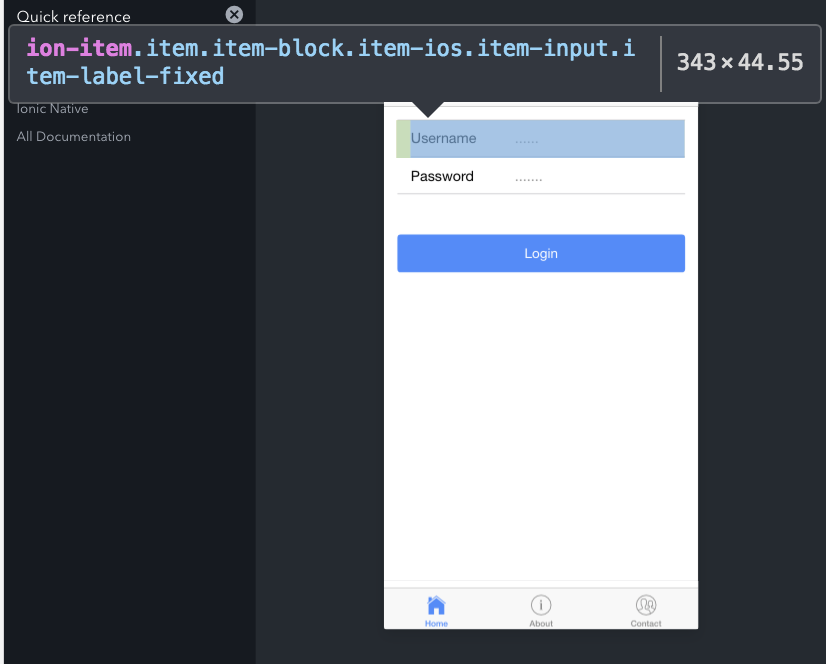 Quick reference
ion-item.item.item-block.item-ios.item-input.i
tem-label-fixed
343×44.55
Ionic Native
All Documentation
Username ......
Password .......
Login
Home
About
Contact